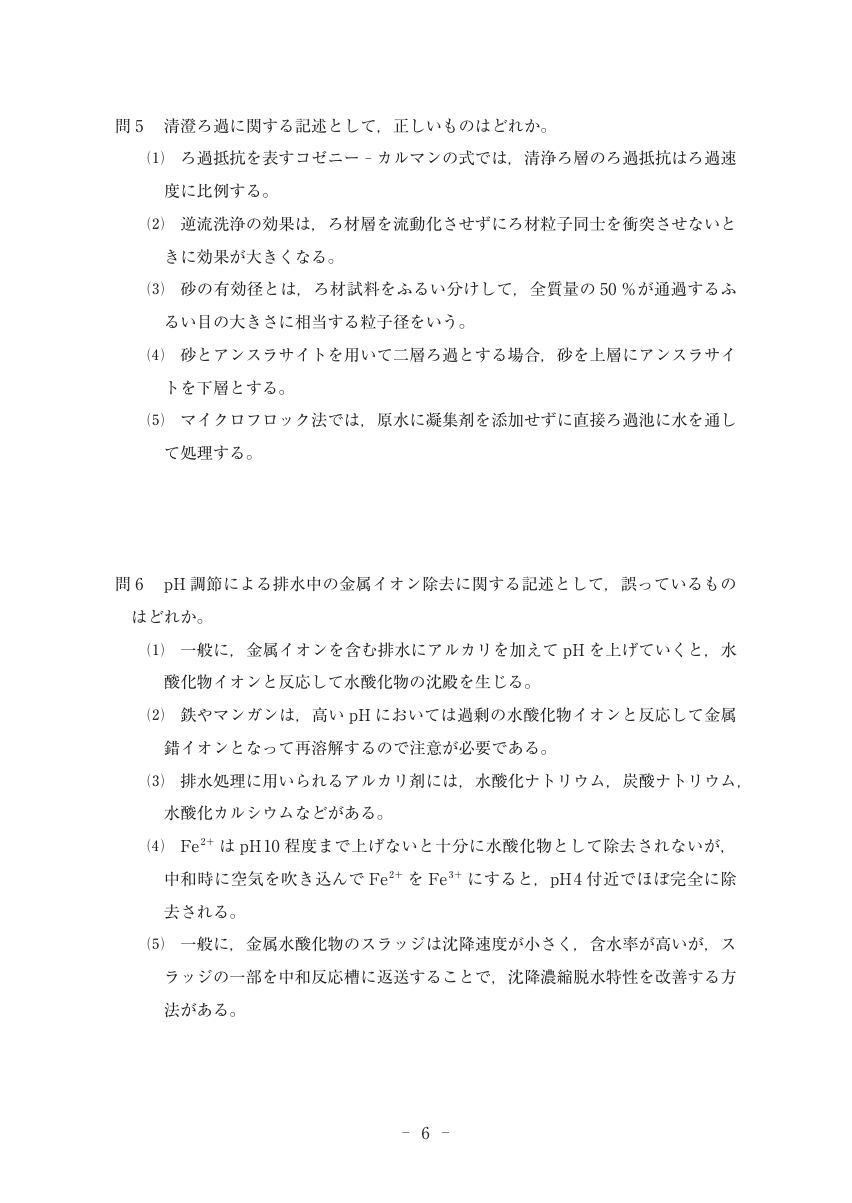 問5 清澄ろ過に関する記述として，正しいものはどれか。
⑴ ろ過抵抗を表すコゼニー－カルマンの式では，清浄ろ層のろ過抵抗はろ過速
度に比例する。
⑵ 逆流洗浄の効果は，ろ材層を流動化させずにろ材粒子同士を衝突させないと
きに効果が大きくなる。
⑶ 砂の有効径とは，ろ材試料をふるい分けして，全質量の 50 ％が通過するふ
るい目の大きさに相当する粒子径をいう。
⑷ 砂とアンスラサイトを用いて二層ろ過とする場合，砂を上層にアンスラサイ
トを下層とする。
⑸ マイクロフロック法では，原水に凝集剤を添加せずに直接ろ過池に水を通し
て処理する。
問6 pH 調節による排水中の金属イオン除去に関する記述として，誤っているもの
はどれか。
⑴ 一般に，金属イオンを含む排水にアルカリを加えて pH を上げていくと，水
酸化物イオンと反応して水酸化物の沈殿を生じる。
⑵ 鉄やマンガンは，高い pH においては過剰の水酸化物イオンと反応して金属
錯イオンとなって再溶解するので注意が必要である。
⑶ 排水処理に用いられるアルカリ剤には，水酸化ナトリウム，炭酸ナトリウム，
水酸化カルシウムなどがある。
⑷ Fe²⁺ は pH10 程度まで上げないと十分に水酸化物として除去されないが，
中和時に空気を吹き込んで Fe²⁺ を Fe³⁺ にすると，pH4 付近でほぼ完全に除
去される。
⑸ 一般に，金属水酸化物のスラッジは沈降速度が小さく，含水率が高いが，ス
ラッジの一部を中和反応槽に返送することで，沈降濃縮脱水特性を改善する方
法がある。
－ 6 －